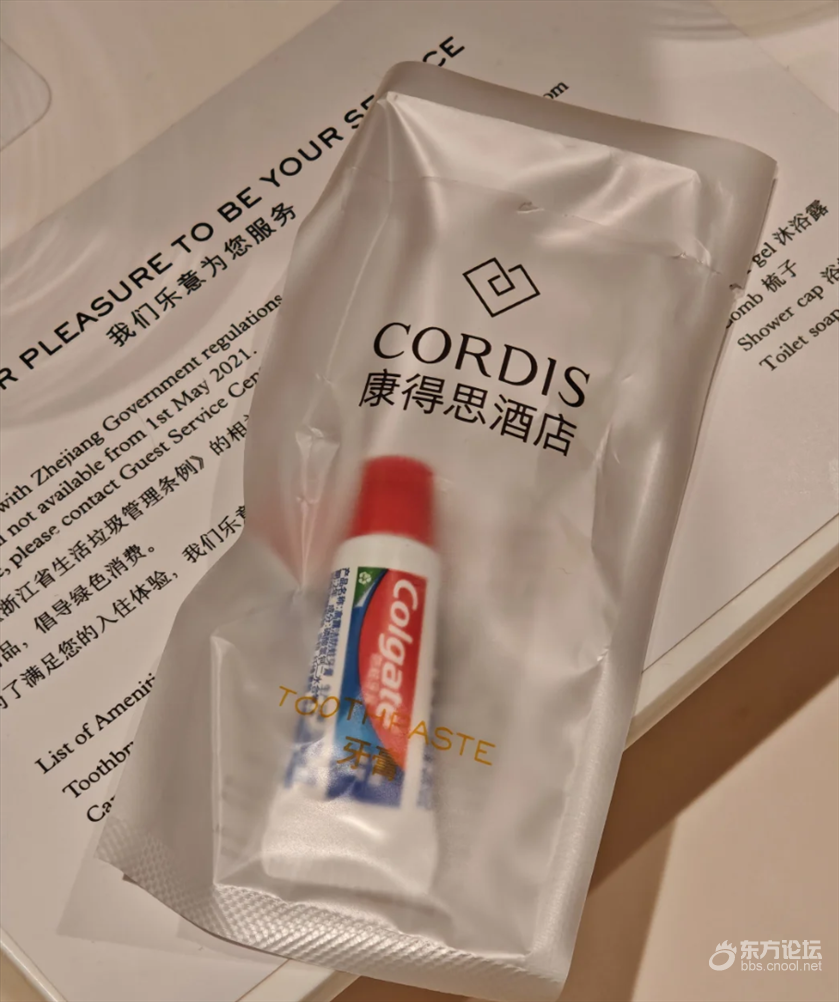 R PLEASURE TO BE YOUR SE
CE
我们乐意为您服务
with Zhejiang Government regulations
not available from 1st May 2021.
, please contact Guest Service Cen
浙江省生活垃圾管理条例》的相
品，倡导绿色消费。
了满足您的入住体验，我们乐意
List of Ameniti
Toothbr
Ca
om
gel 沐浴露
omb 梳子
Shower cap 浴
Toilet soap
CORDIS
康得思酒店
Colgate
TOOTHPASTE
牙膏
东方论坛
bbs.cnool.net